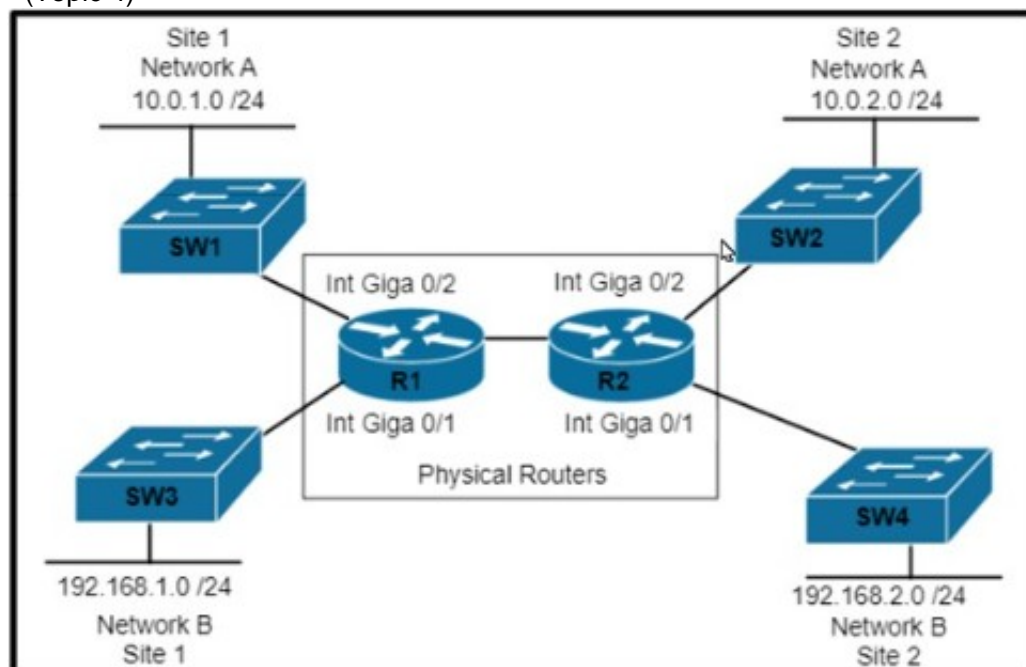 Site 1
Network A
10.0.1.0 /24
Site 2
Network A
10.0.2.0 /24
SW1
SW2
Int Giga 0/2
Int Giga 0/2
R1
R2
Int Giga 0/1
Int Giga 0/1
Physical Routers
SW3
SW4
192.168.1.0 /24
Network B
Site 1
192.168.2.0 /24
Network B
Site 2